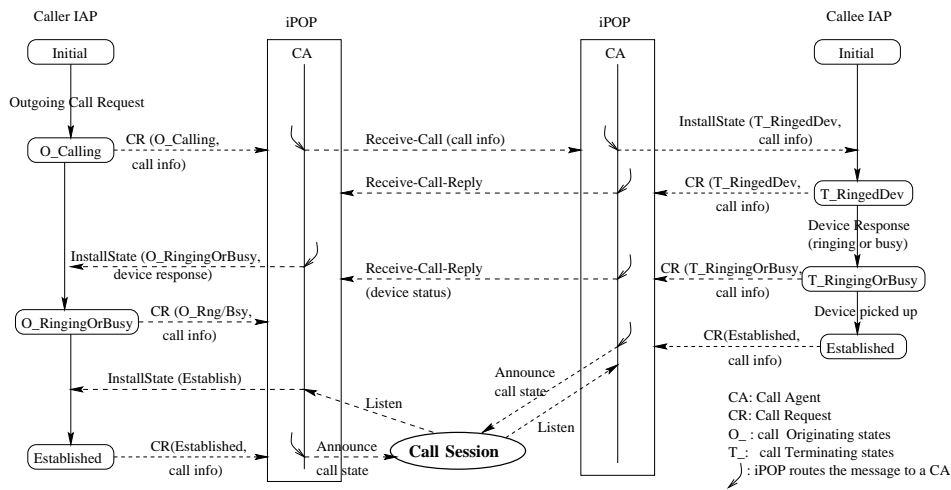 Caller IAP
iPOP
iPOP
Callee IAP
Initial
CA
CA
Initial
Outgoing Call Request
O_Calling
CR (O_Calling,
call info)
Receive-Call (call info)
InstallState (T_RingedDev,
call info)
Receive-Call-Reply
CR (T_RingedDev,
call info)
T_RingedDev
Device Response
(ringing or busy)
InstallState (O_RingingOrBusy,
device response)
Receive-Call-Reply
(device status)
CR (T_RingingOrBusy,
call info)
T_RingingOrBusy
O_RingingOrBusy
CR (O_Rng/Bsy,
call info)
Device picked up
CR(Established,
call info)
Established
InstallState (Establish)
Announce
call state
Listen
Listen
Call Session
Established
CR(Established,
call info)
Announce
call state
CA: Call Agent
CR: Call Request
O_ : call Originating states
T_: call Terminating states
: iPOP routes the message to a CA